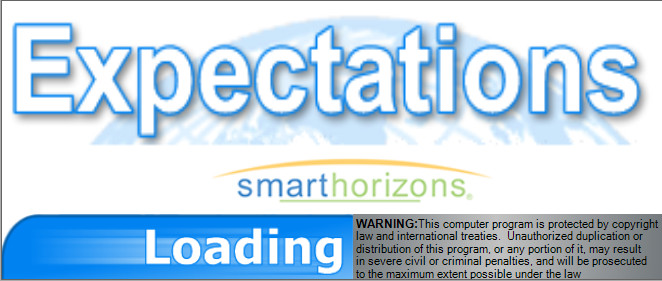 Expectations
smarthorizons®
Loading
WARNING:This computer program is protected by copyright
law and international treaties. Unauthorized duplication or
distribution of this program, or any portion of it, may result
in severe civil or criminal penalties, and will be prosecuted
to the maximum extent possible under the law